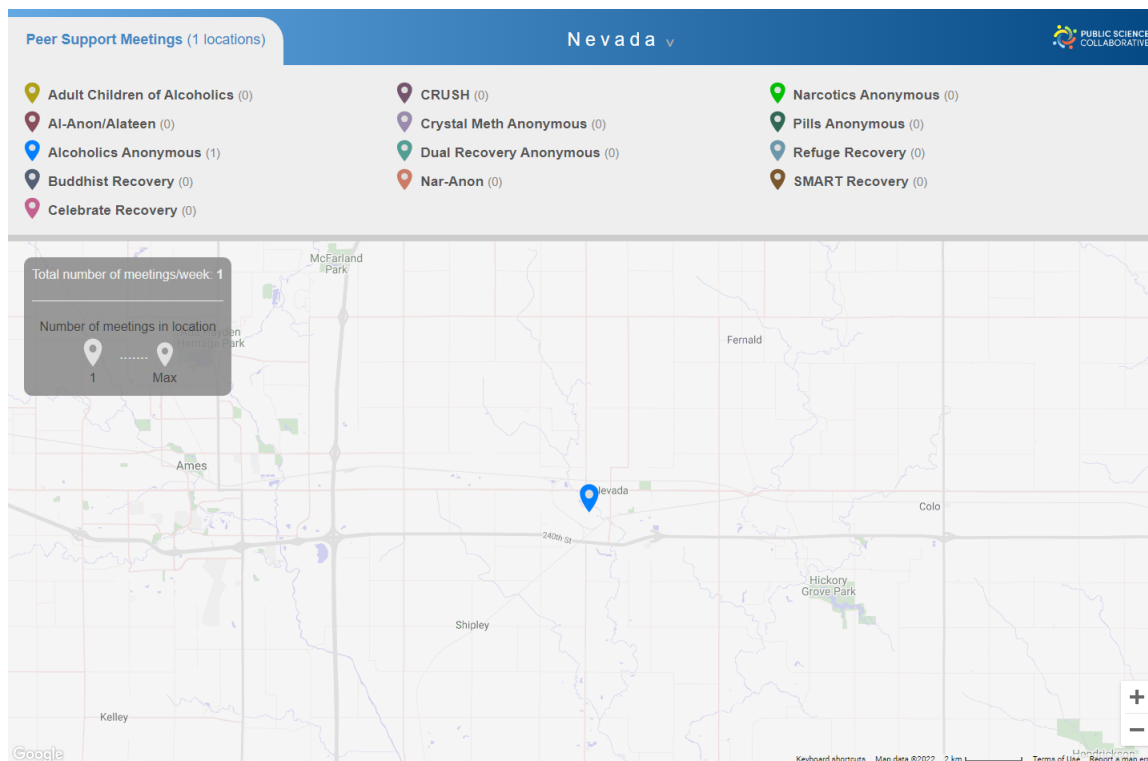 Peer Support Meetings (1 locations)
Nevada v
PUBLIC SCIENCE
COLLABORATIVE
Adult Children of Alcoholics (0)
Al-Anon/Alateen (0)
Alcoholics Anonymous (1)
Buddhist Recovery (0)
Celebrate Recovery (0)
CRUSH (0)
Crystal Meth Anonymous (0)
Dual Recovery Anonymous (0)
Nar-Anon (0)
Narcotics Anonymous (0)
Pills Anonymous (0)
Refuge Recovery (0)
SMART Recovery (0)
Total number of meetings/week: 1
Number of meetings in location
.......
1
Max
McFarland
Park
Heritage Park
Fernald
Ames
Nevada
Colo
240th St
Hickory
Grove Park
Shipley
Kelley
+
−
Google
Keyboard shortcuts
Map data ©2022
2 km
Terms of Use
Report a map